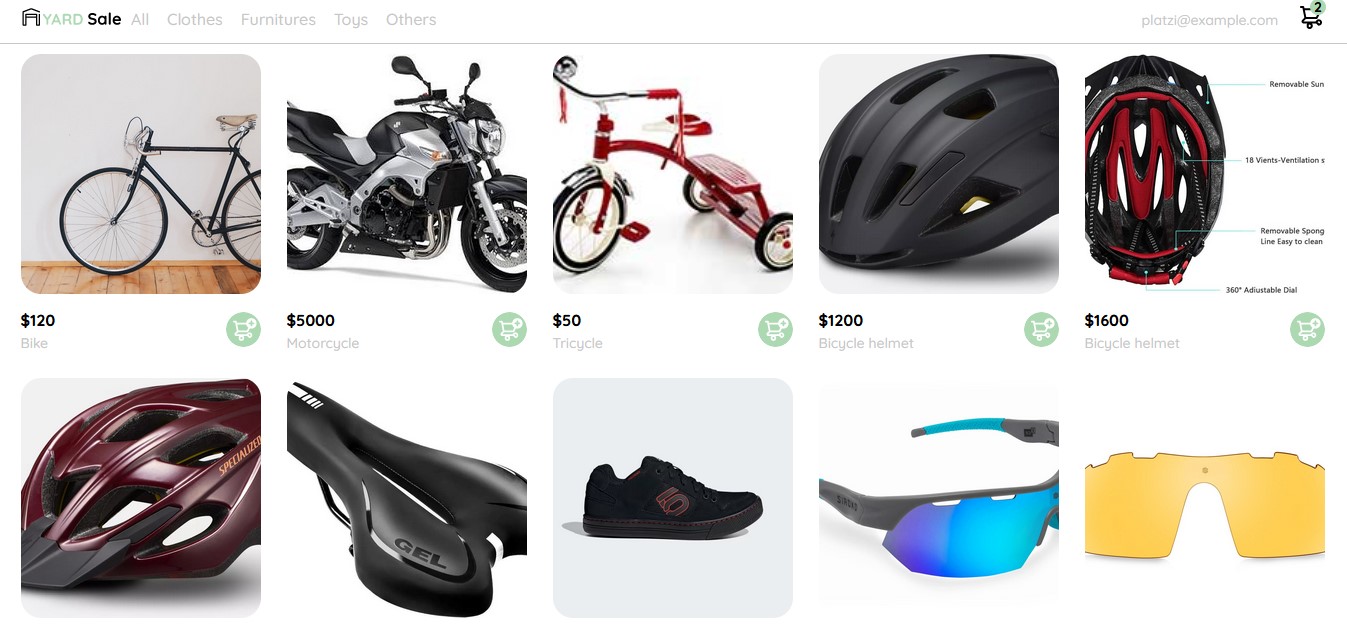 YARD Sale All Clothes Furnitures Toys Others platzi@example.com 2
Removable Sun
18 Vients-Ventilation s
Removable Spong
Line Easy to clean
360° Adiustable Dial
$120 $5000 $50 $1200 $1600
Bike Motorcycle Tricycle Bicycle helmet Bicycle helmet
SPECIALIZED
GEL